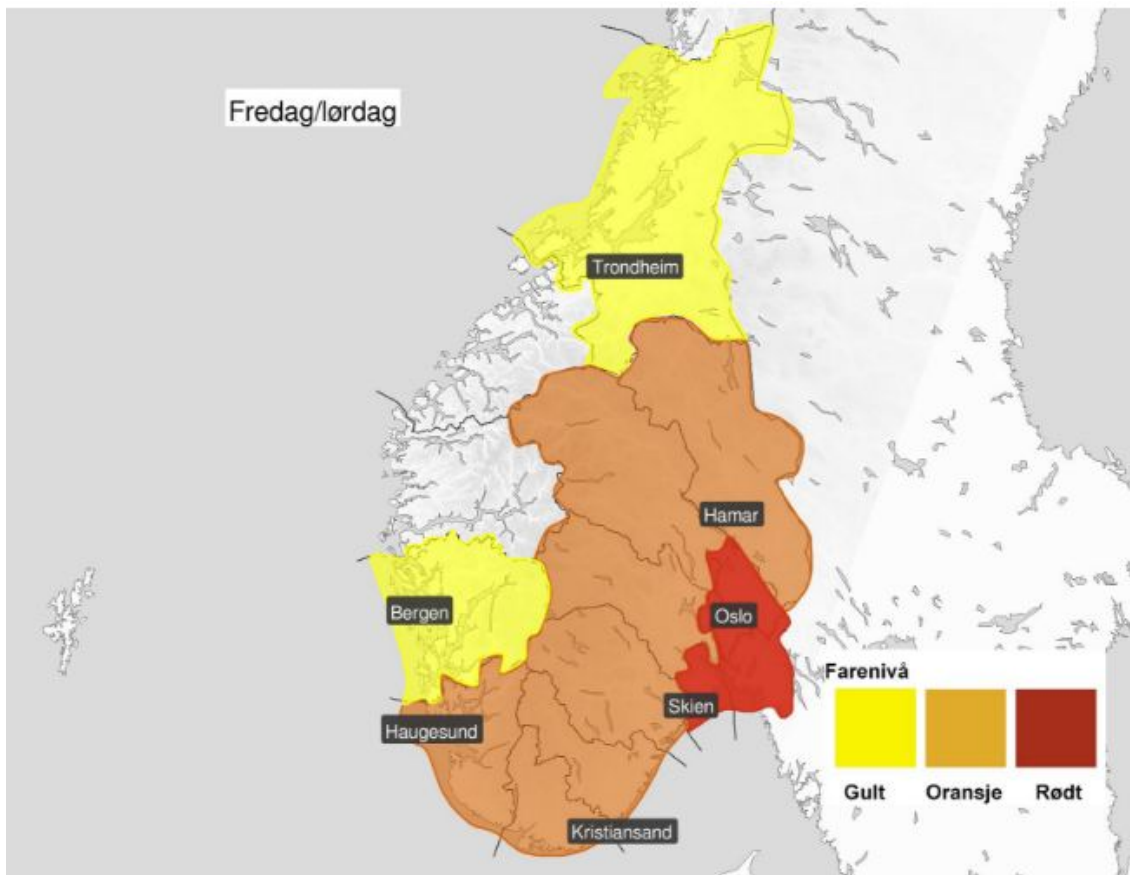 Fredag/lørdag
Trondheim
Hamar
Bergen
Oslo
Skien
Haugesund
Kristiansand
Farenivå
Gult Oransje Rødt